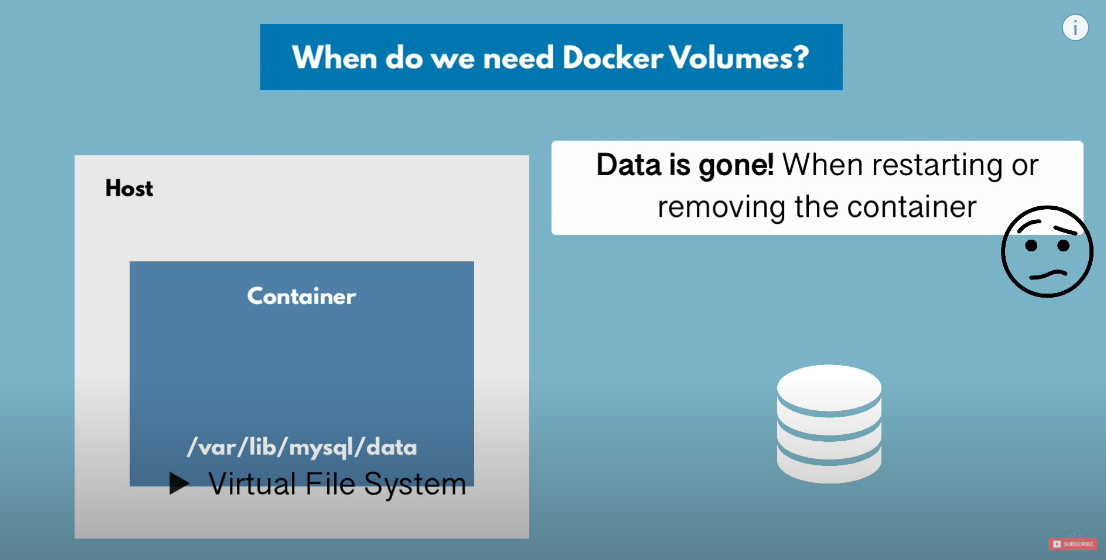 When do we need Docker Volumes?
i
Host
Data is gone! When restarting or
removing the container
Container
/var/lib/mysql/data
Virtual File System
SUBSCRIBE